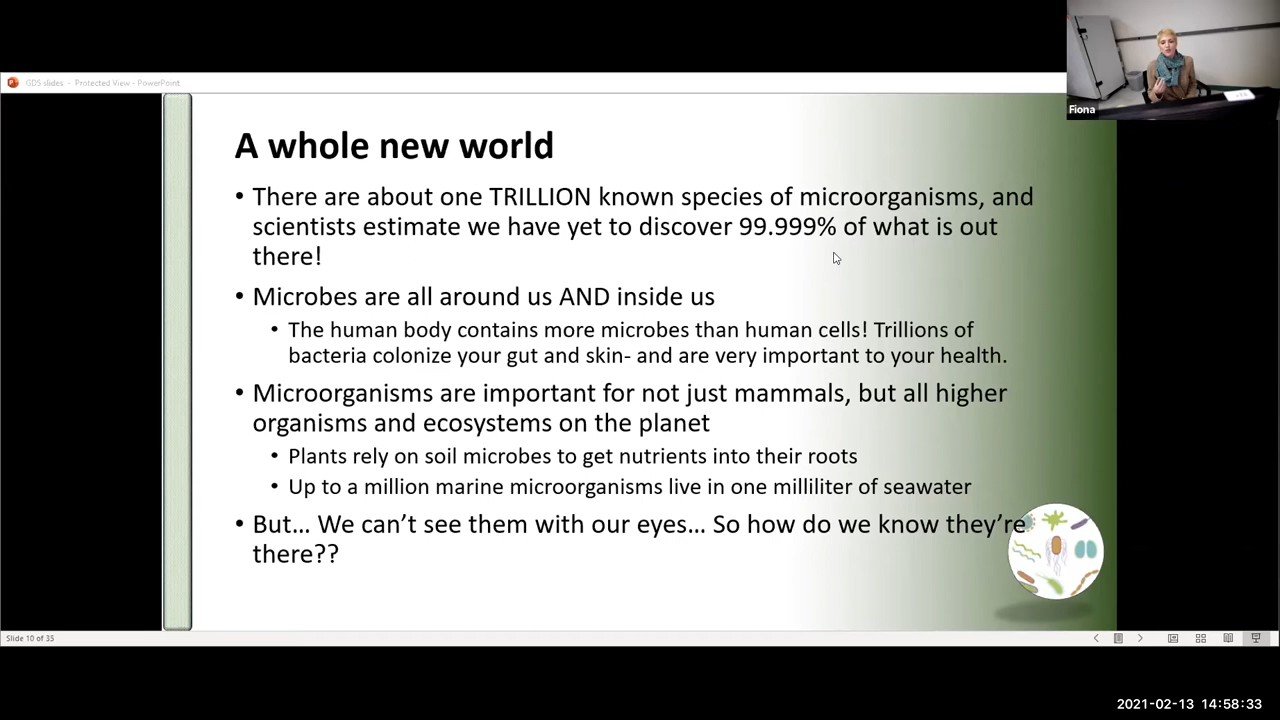 GDS slides - Protected View - PowerPoint
Fiona
A whole new world
• There are about one TRILLION known species of microorganisms, and
scientists estimate we have yet to discover 99.999% of what is out
there!
• Microbes are all around us AND inside us
• The human body contains more microbes than human cells! Trillions of
bacteria colonize your gut and skin- and are very important to your health.
• Microorganisms are important for not just mammals, but all higher
organisms and ecosystems on the planet
• Plants rely on soil microbes to get nutrients into their roots
• Up to a million marine microorganisms live in one milliliter of seawater
• But... We can’t see them with our eyes... So how do we know they’re
there??
Slide 10 of 35
2021-02-13 14:58:33